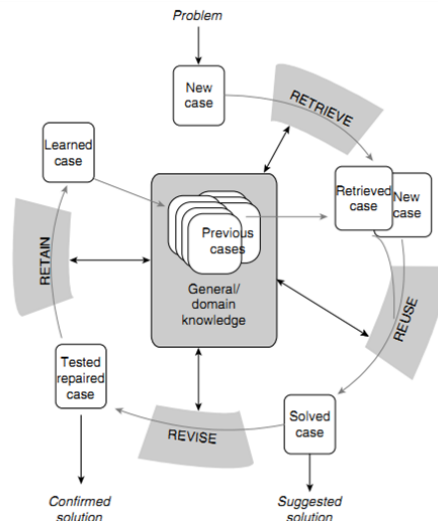 Problem
New
case
RETRIEVE
Learned
case
Retrieved
case
New
case
Previous
cases
General/
domain
knowledge
RETAIN
REUSE
Tested
repaired
case
REVISE
Solved
case
Confirmed
solution
Suggested
solution